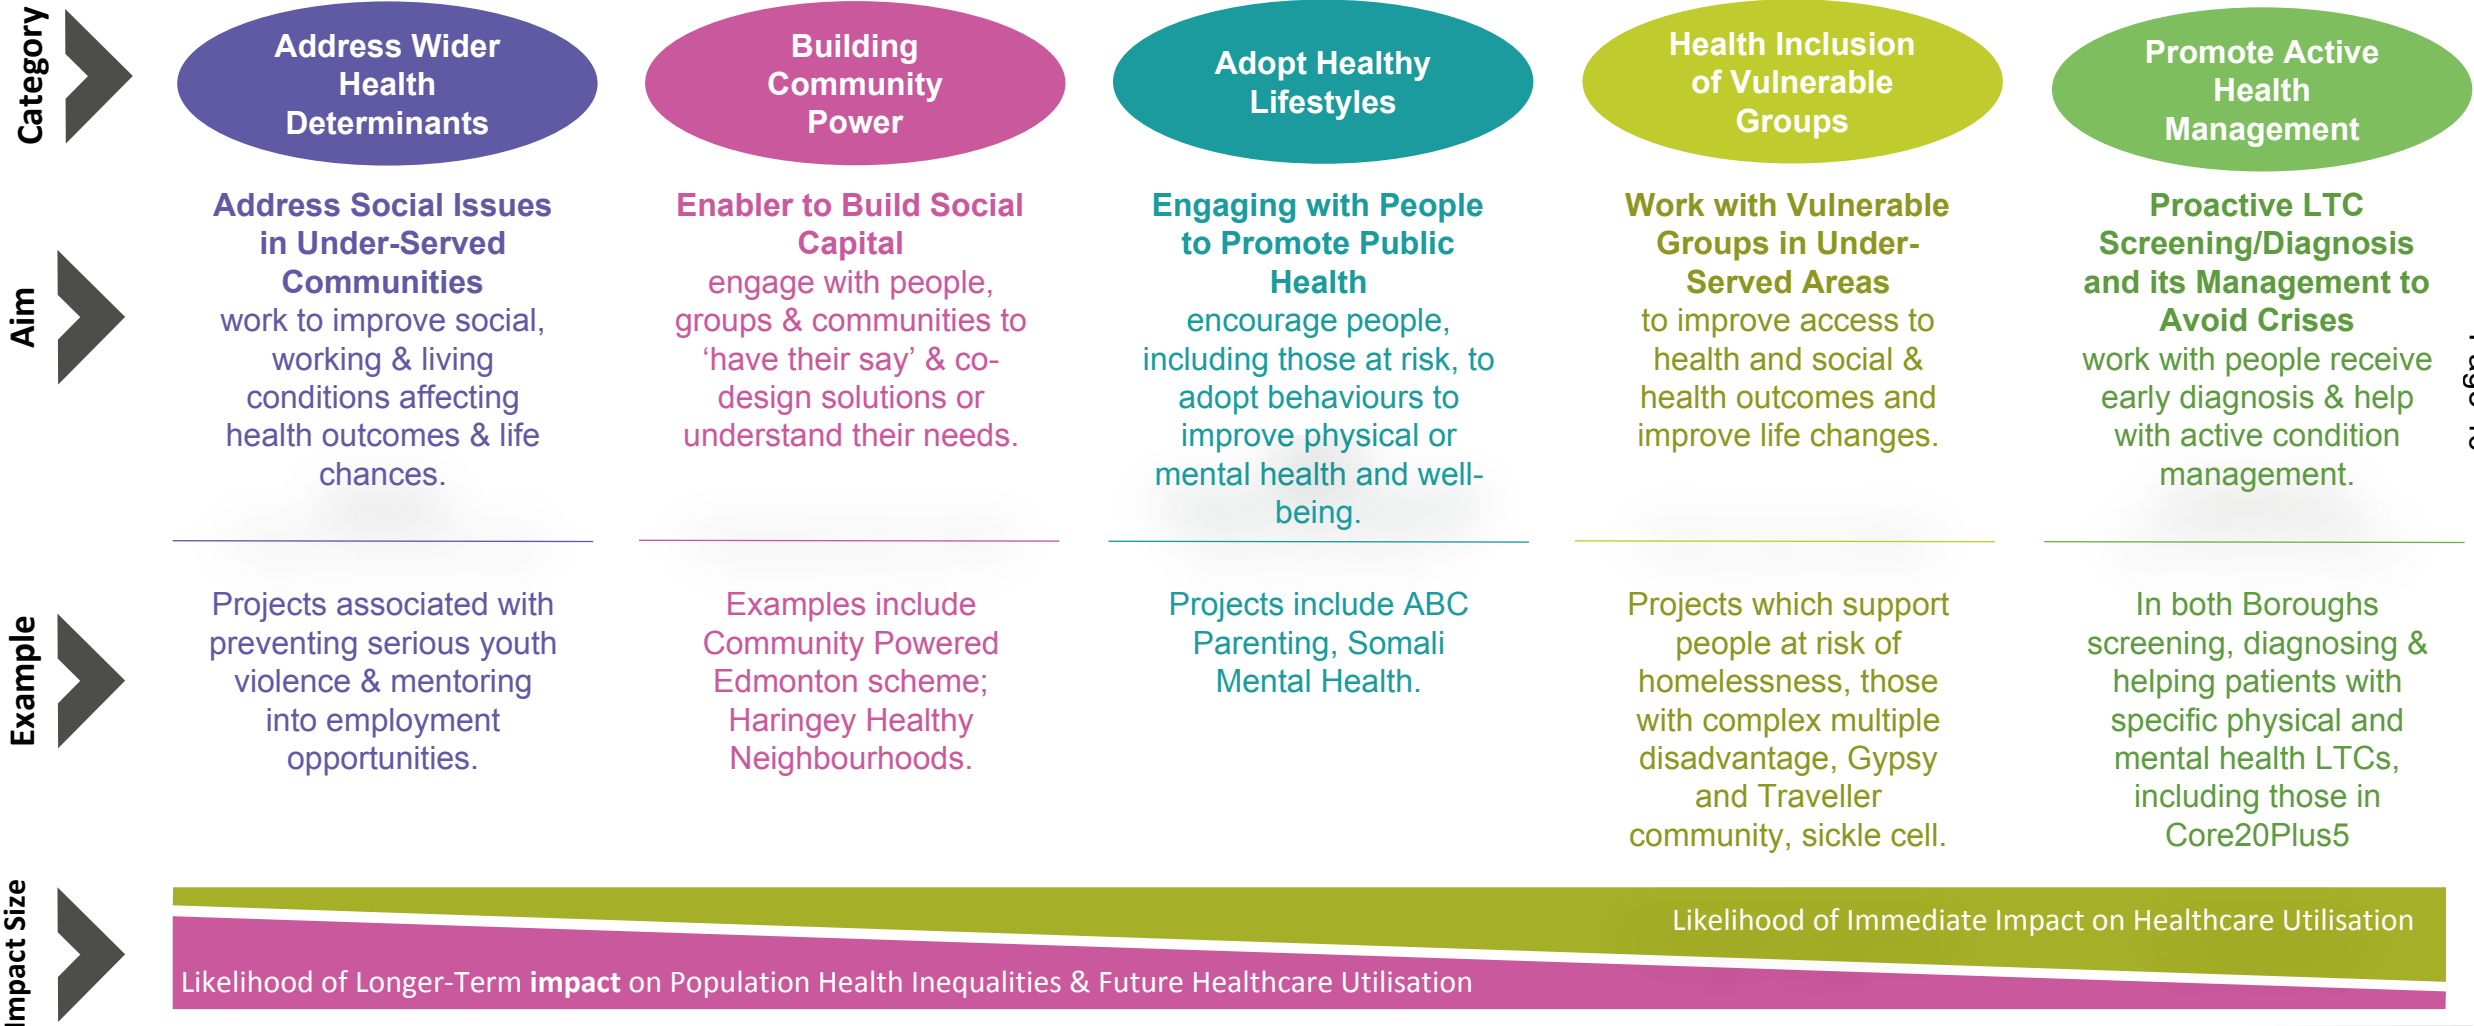 Category
Address Wider
Health
Determinants
Building
Community
Power
Adopt Healthy
Lifestyles
Health Inclusion
of Vulnerable
Groups
Promote Active
Health
Management
Aim
Address Social Issues
in Under-Served
Communities
work to improve social,
working & living
conditions affecting
health outcomes & life
chances.
Enabler to Build Social
Capital
engage with people,
groups & communities to
‘have their say’ & co-
design solutions or
understand their needs.
Engaging with People
to Promote Public
Health
encourage people,
including those at risk, to
adopt behaviours to
improve physical or
mental health and well-
being.
Work with Vulnerable
Groups in Under-
Served Areas
to improve access to
health and social &
health outcomes and
improve life changes.
Proactive LTC
Screening/Diagnosis
and its Management to
Avoid Crises
work with people receive
early diagnosis & help
with active condition
management.
Example
Projects associated with
preventing serious youth
violence & mentoring
into employment
opportunities.
Examples include
Community Powered
Edmonton scheme;
Haringey Healthy
Neighbourhoods.
Projects include ABC
Parenting, Somali
Mental Health.
Projects which support
people at risk of
homelessness, those
with complex multiple
disadvantage, Gypsy
and Traveller
community, sickle cell.
In both Boroughs
screening, diagnosing &
helping patients with
specific physical and
mental health LTCs,
including those in
Core20Plus5
Impact Size
Likelihood of Immediate Impact on Healthcare Utilisation
Likelihood of Longer-Term impact on Population Health Inequalities & Future Healthcare Utilisation